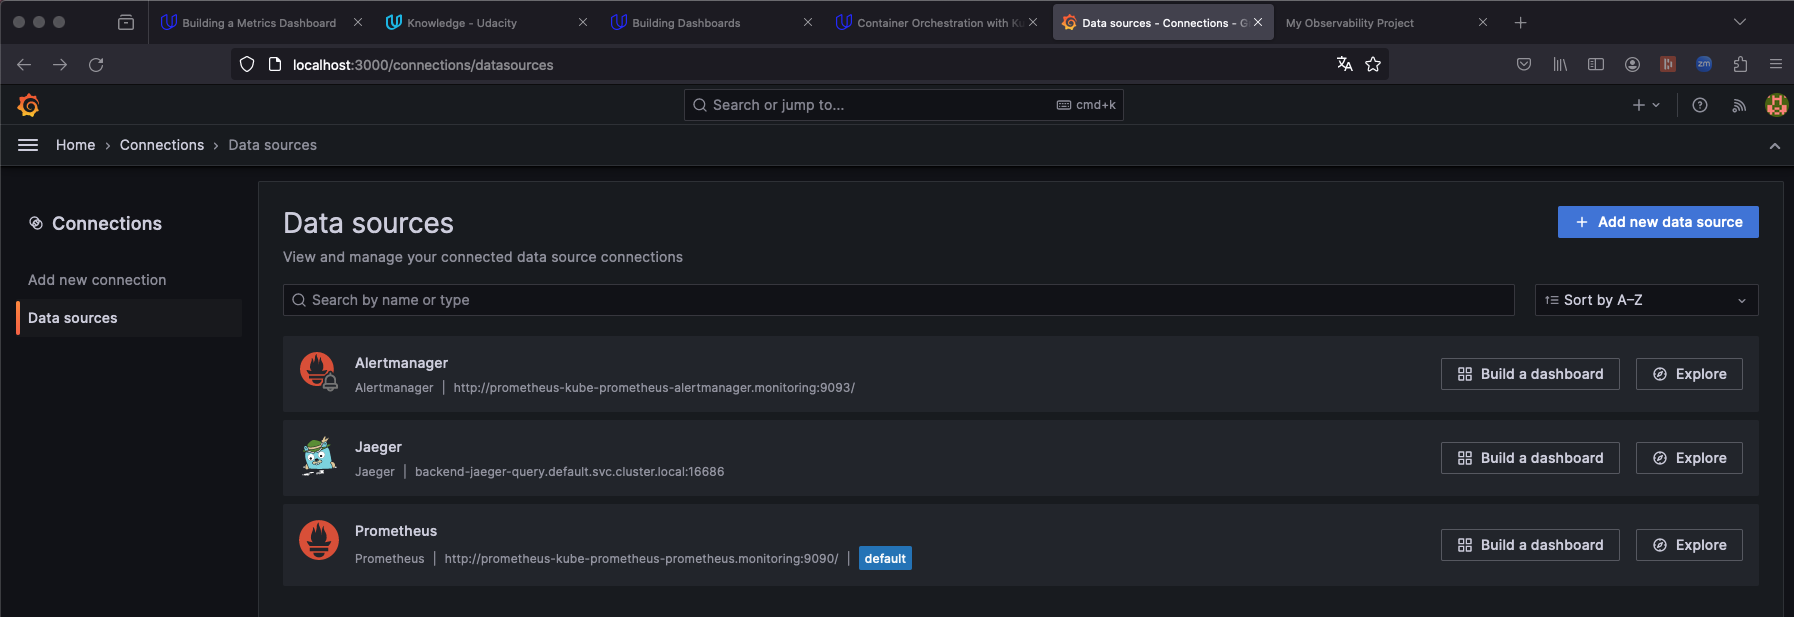 Building a Metrics Dashboard
Knowledge - Udacity
Building Dashboards
Container Orchestration with Ku
Data sources - Connections - G
My Observability Project
localhost:3000/connections/datasources
zm
Search or jump to...
cmd+k
Home › Connections › Data sources
Connections
Add new connection
Data sources
Data sources
View and manage your connected data source connections
Add new data source
Search by name or type
Sort by A–Z
Alertmanager
Alertmanager | http://prometheus-kube-prometheus-alertmanager.monitoring:9093/
Build a dashboard
Explore
Jaeger
Jaeger | backend-jaeger-query.default.svc.cluster.local:16686
Build a dashboard
Explore
Prometheus
Prometheus | http://prometheus-kube-prometheus-prometheus.monitoring:9090/ | default
Build a dashboard
Explore